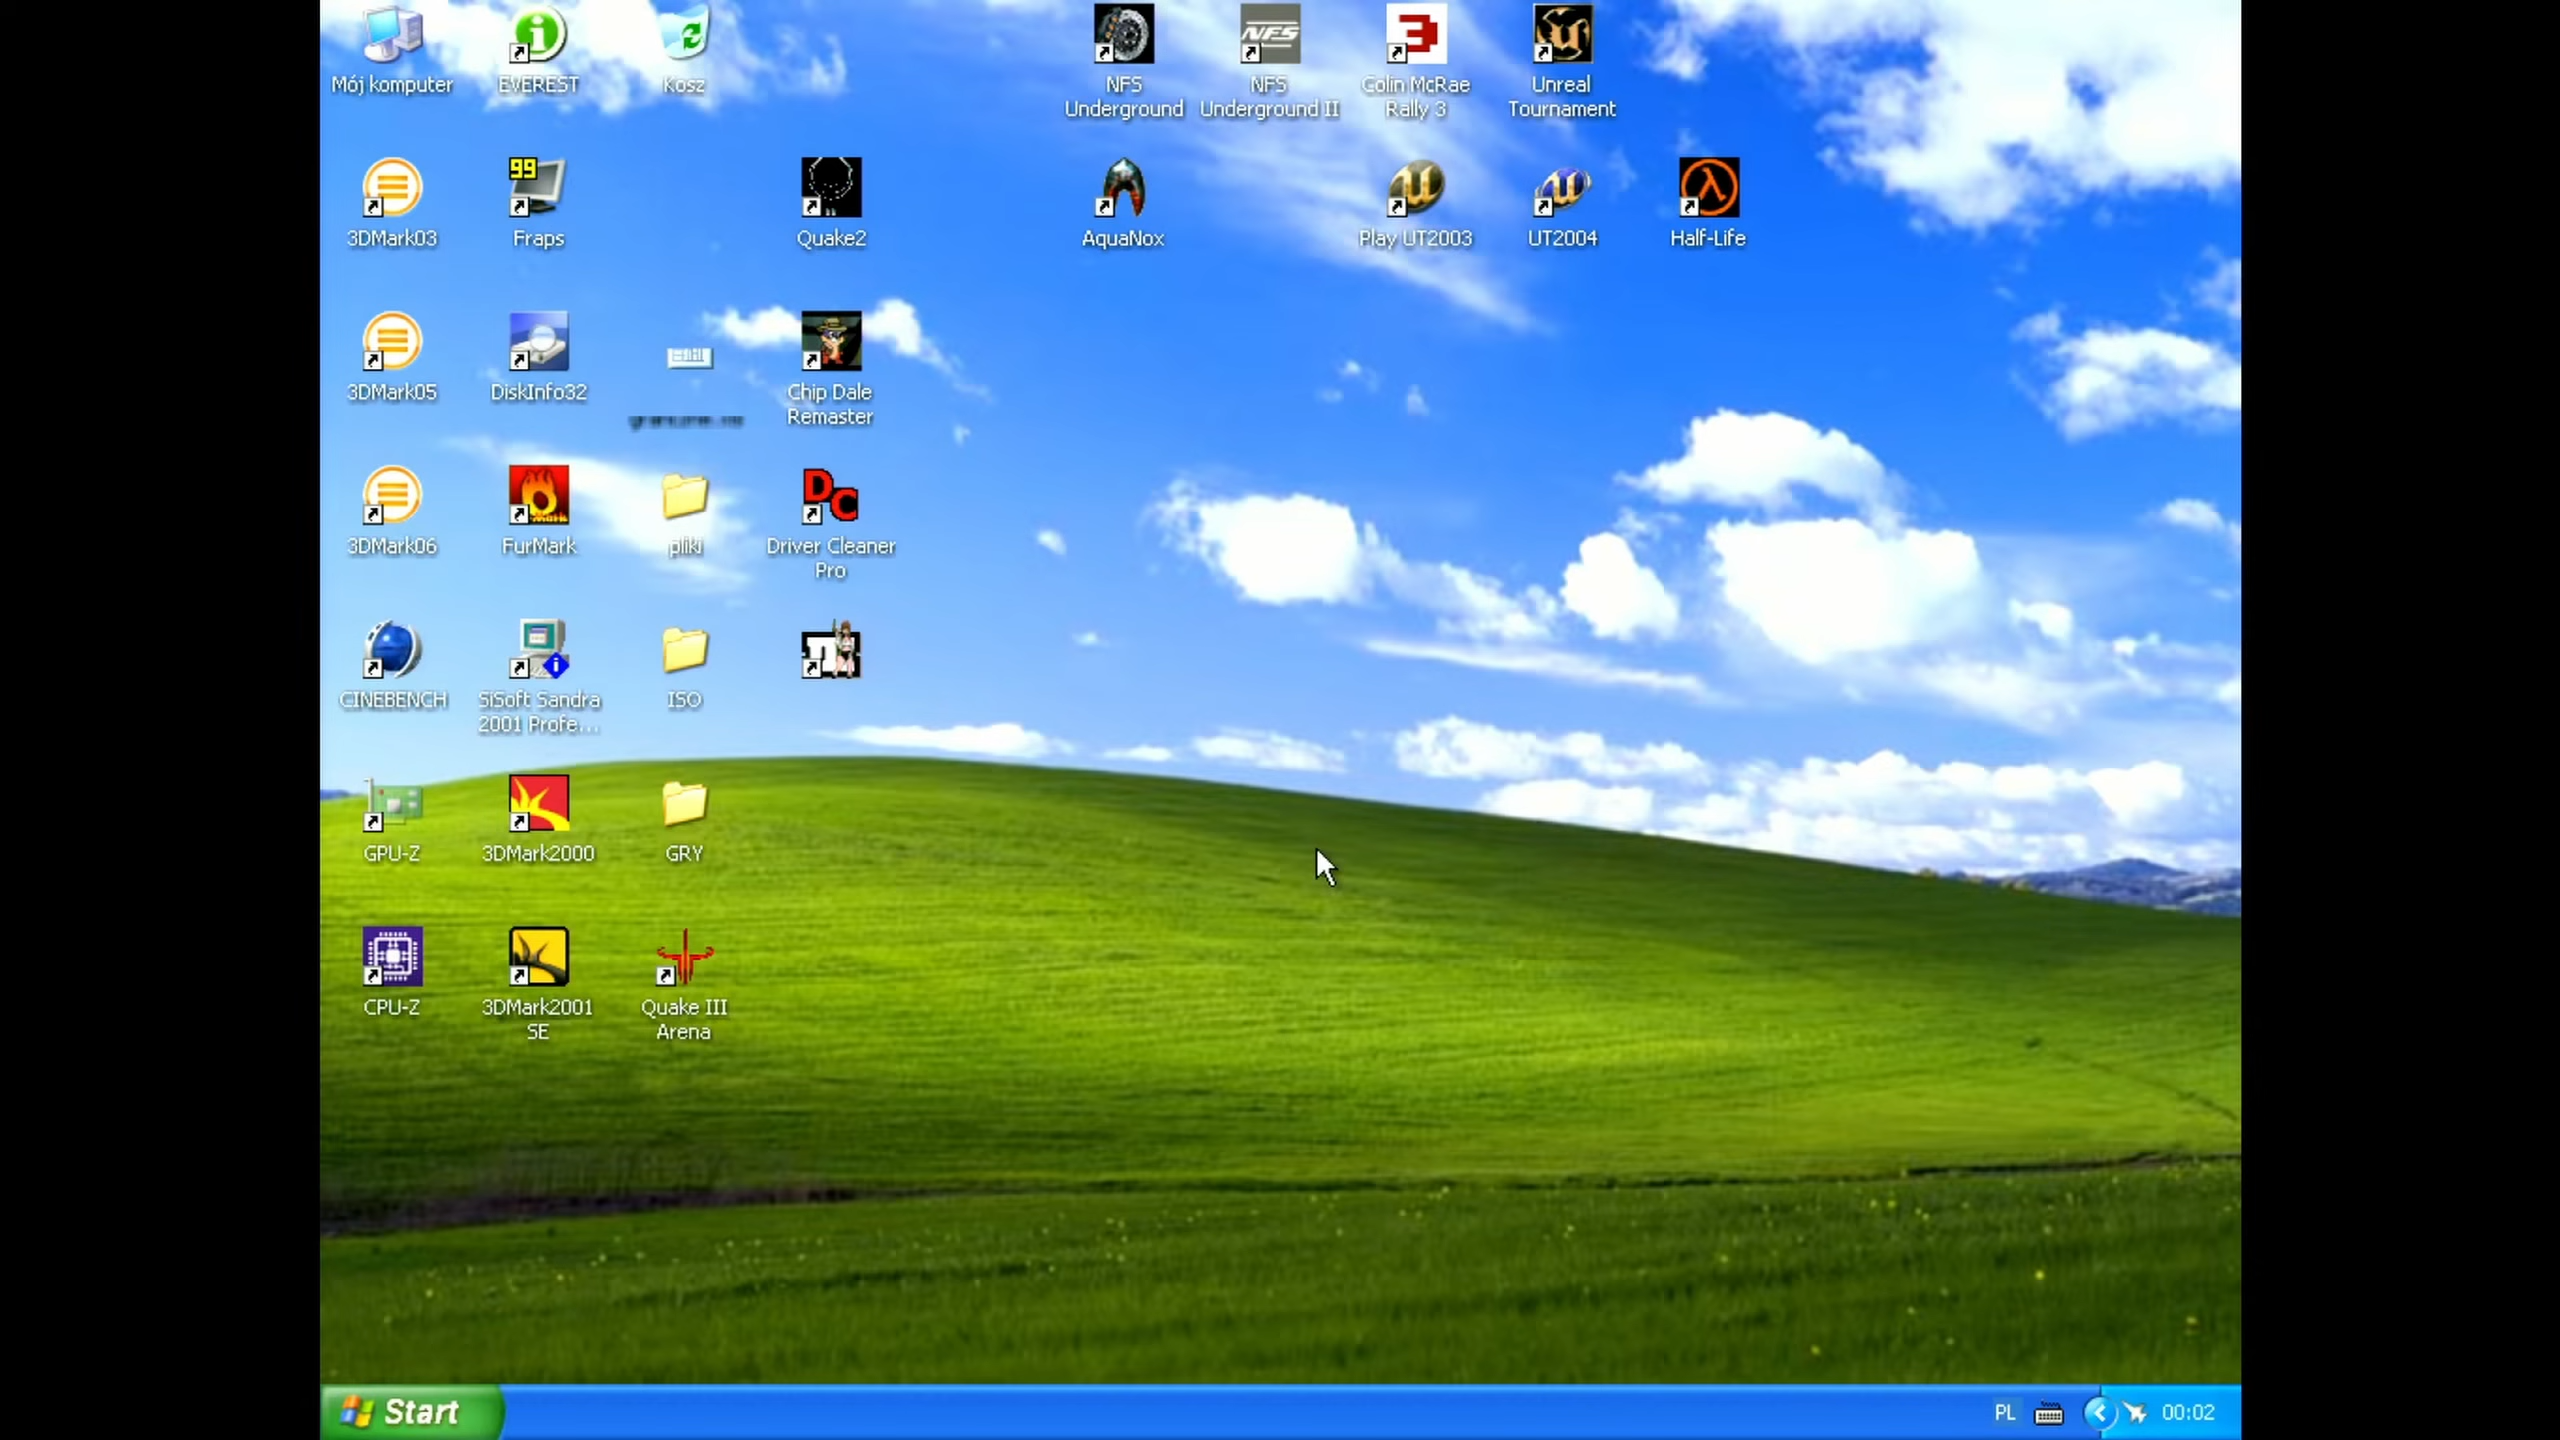 Mój komputer
EVEREST
Kosz
NFS
Underground
NFS
Underground II
Colin McRae
Rally 3
Unreal
Tournament
3DMark03
99
Fraps
Quake2
AquaNox
Play UT2003
UT2004
Half-Life
3DMark05
DiskInfo32
Chip Dale
Remaster
3DMark06
FurMark
pliki
Driver Cleaner
Pro
CINEBENCH
SiSoft Sandra
2001 Profe...
ISO
GPU-Z
3DMark2000
GRY
CPU-Z
3DMark2001
SE
Quake III
Arena
Start
PL
00:02